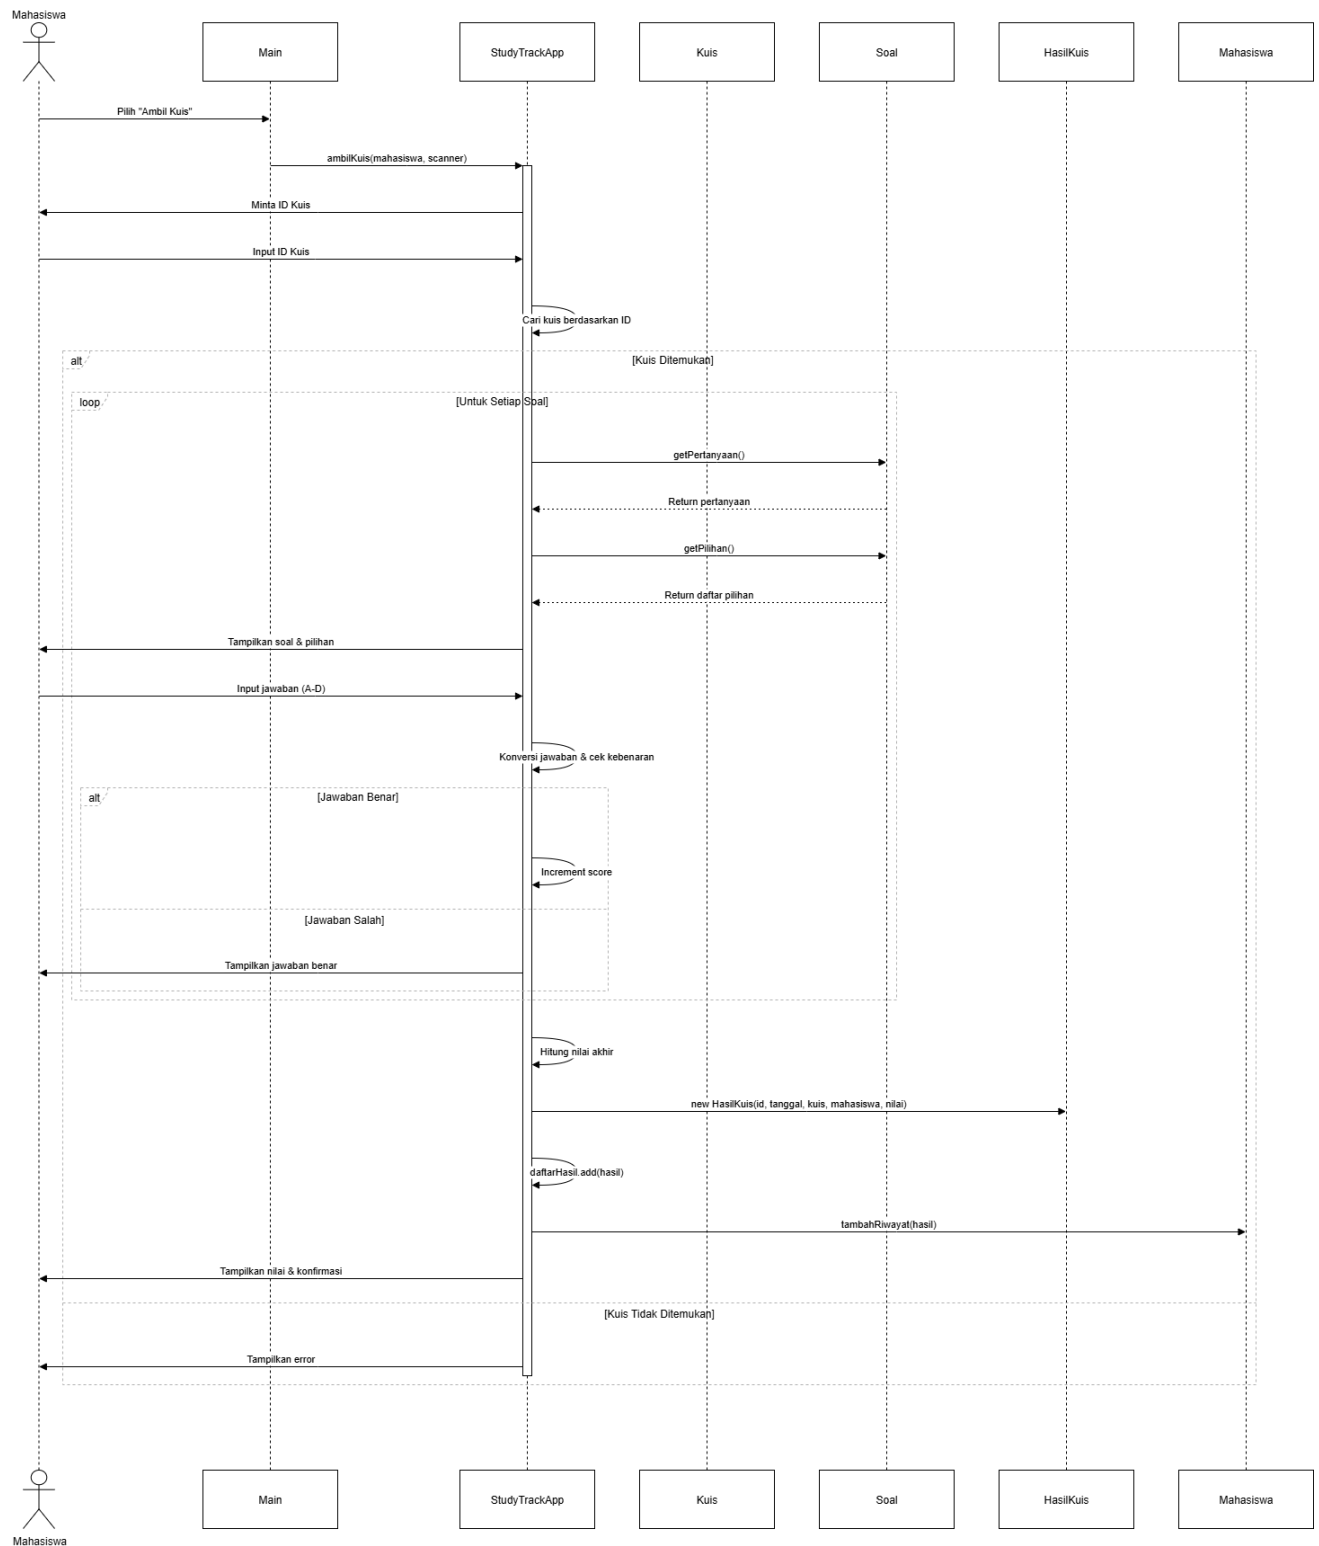 Mahasiswa
Main
StudyTrackApp
Kuis
Soal
HasilKuis
Mahasiswa
Pilih "Ambil Kuis"
ambilKuis(mahasiswa, scanner)
Minta ID Kuis
Input ID Kuis
Cari kuis berdasarkan ID
alt
[Kuis Ditemukan]
loop
[Untuk Setiap Soal]
getPertanyaan()
Return pertanyaan
getPilihan()
Return daftar pilihan
Tampilkan soal & pilihan
Input jawaban (A-D)
Konversi jawaban & cek kebenaran
alt
[Jawaban Benar]
Increment score
[Jawaban Salah]
Tampilkan jawaban benar
Hitung nilai akhir
new HasilKuis(id, tanggal, kuis, mahasiswa, nilai)
daftarHasil.add(hasil)
tambahRiwayat(hasil)
Tampilkan nilai & konfirmasi
[Kuis Tidak Ditemukan]
Tampilkan error
Main
StudyTrackApp
Kuis
Soal
HasilKuis
Mahasiswa
Mahasiswa